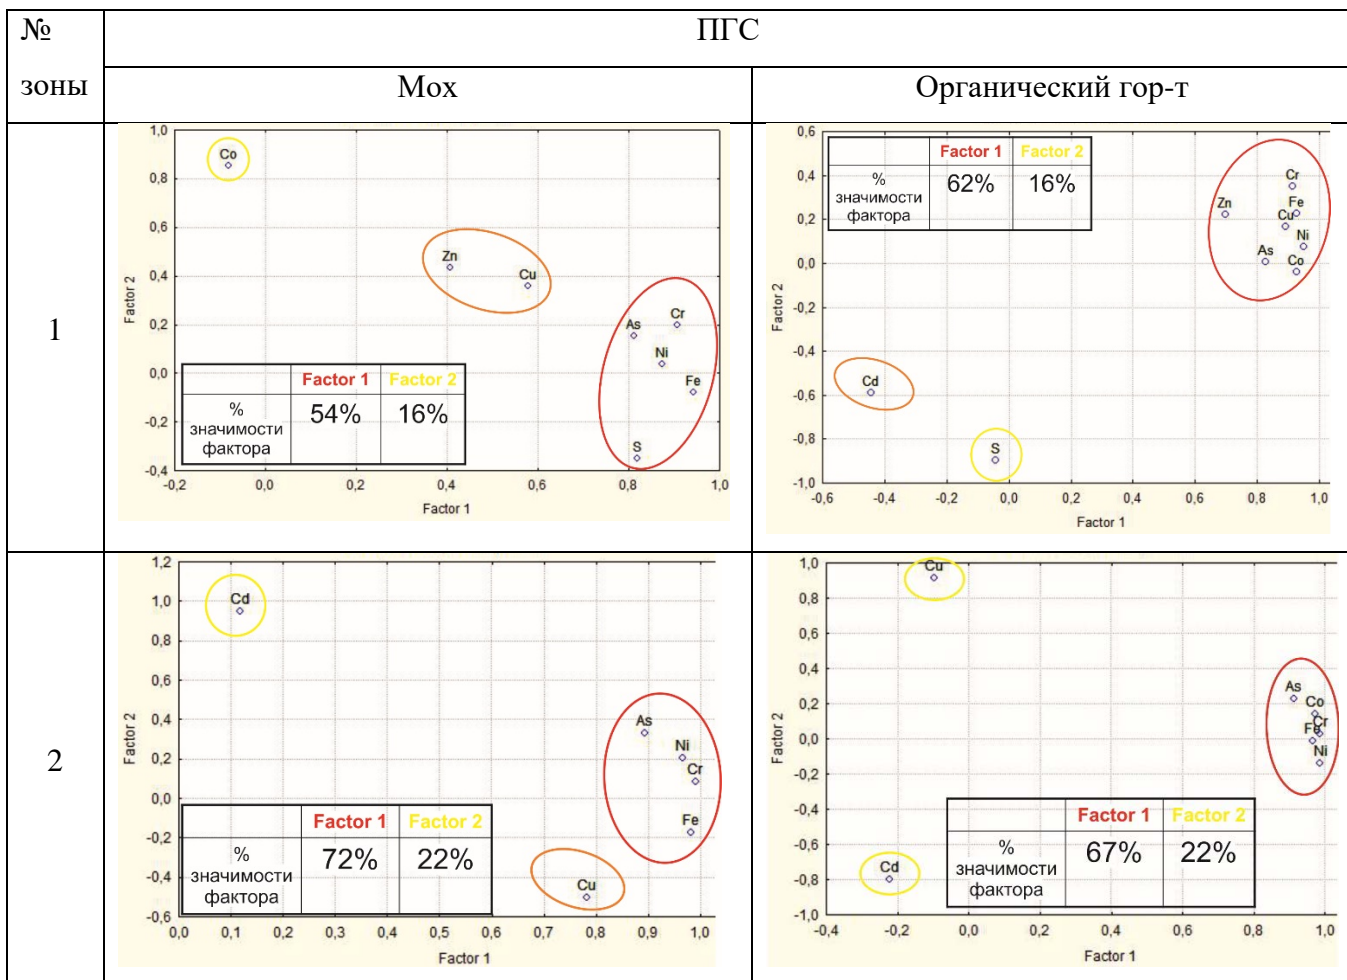 №
зоны
ПГС
Мох
Органический гор-т
1
1,0
0,8
0,6
0,4
0,2
0,0
-0,2
-0,4
Factor 2
Co
Zn
Cu
As
Cr
Ni
Fe
S
Factor 1
Factor 2
%
значимости
фактора
54%
16%
-0,2
0,0
0,2
0,4
0,6
0,8
1,0
Factor 1
0,6
0,4
0,2
0,0
-0,2
-0,4
-0,6
-0,8
-1,0
Factor 2
Factor 1
Factor 2
%
значимости
фактора
62%
16%
Cr
Zn
Fe
Cu
Ni
As
Co
Cd
S
-0,6
-0,4
-0,2
0,0
0,2
0,4
0,6
0,8
1,0
Factor 1
2
1,2
1,0
0,8
0,6
0,4
0,2
0,0
-0,2
-0,4
-0,6
Factor 2
Cd
As
Ni
Cr
Fe
Cu
Factor 1
Factor 2
%
значимости
фактора
72%
22%
0,0
0,1
0,2
0,3
0,4
0,5
0,6
0,7
0,8
0,9
1,0
Factor 1
1,0
0,8
0,6
0,4
0,2
0,0
-0,2
-0,4
-0,6
-0,8
-1,0
Factor 2
Cu
As
Co
Cr
Fe
Ni
Cd
Factor 1
Factor 2
%
значимости
фактора
67%
22%
-0,4
-0,2
0,0
0,2
0,4
0,6
0,8
1,0
Factor 1